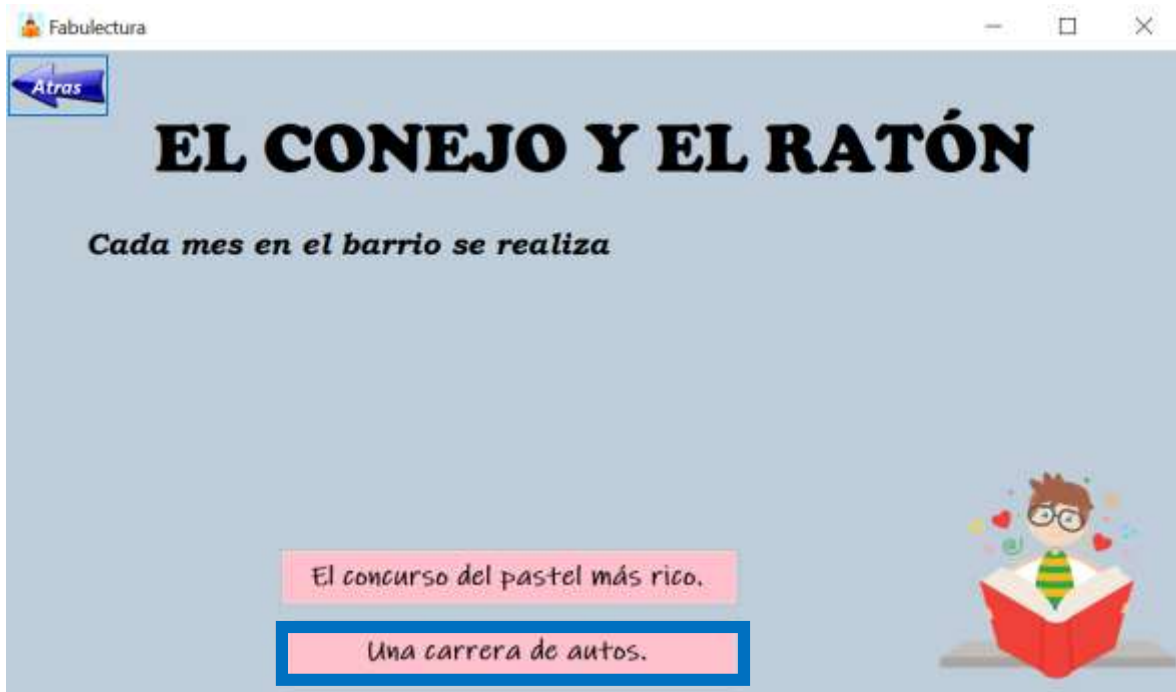 Fabulectura
Atras
EL CONEJO Y EL RATÓN
Cada mes en el barrio se realiza
El concurso del pastel más rico.
Una carrera de autos.